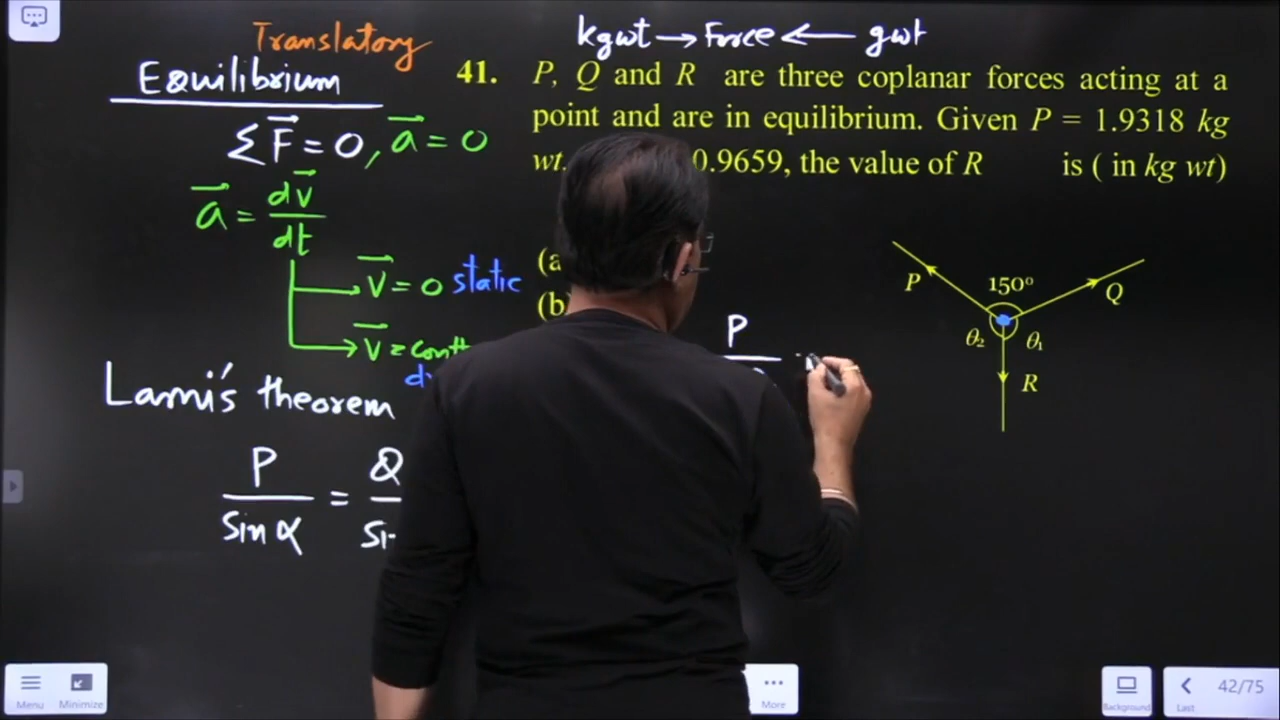 Translatory
Equilibrium
ΣF⃗ = 0, a⃗ = 0
a⃗ = dv⃗/dt
v⃗ = 0 static
v⃗ =
Lami's theorem
P/Sin α = Q
kgwt → Force ← gwt
41. P, Q and R are three coplanar forces acting at a
point and are in equilibrium. Given P = 1.9318 kg
wt. 0.9659, the value of R is ( in kg wt)
(a
(b
P
P 150° Q
θ₂ θ₁
R
Menu Minimize
More
Background
Last 42/75